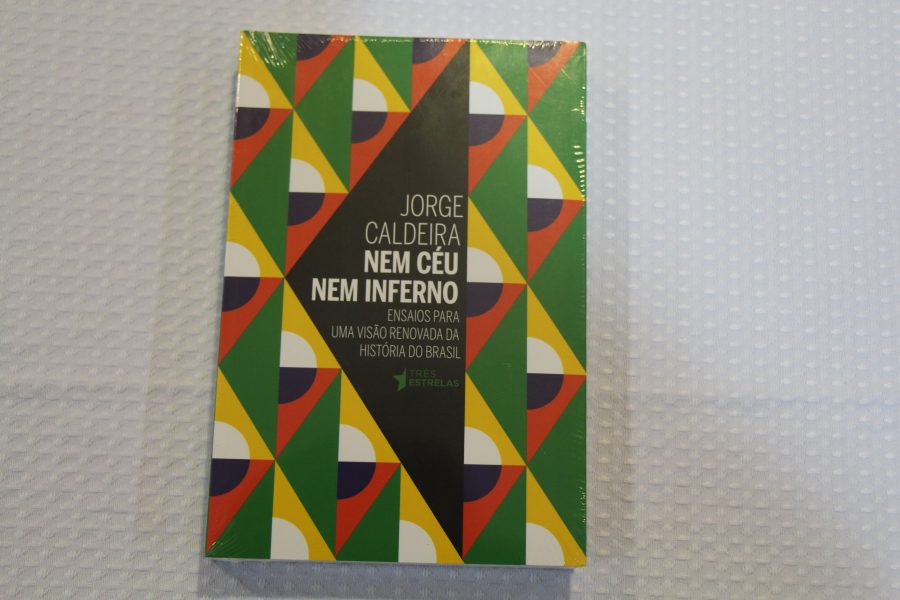 JORGE
CALDEIRA
NEM CÉU
NEM INFERNO
ENSAIOS PARA
UMA VISÃO RENOVADA DA
HISTÓRIA DO BRASIL
TRÊS
ESTRELAS